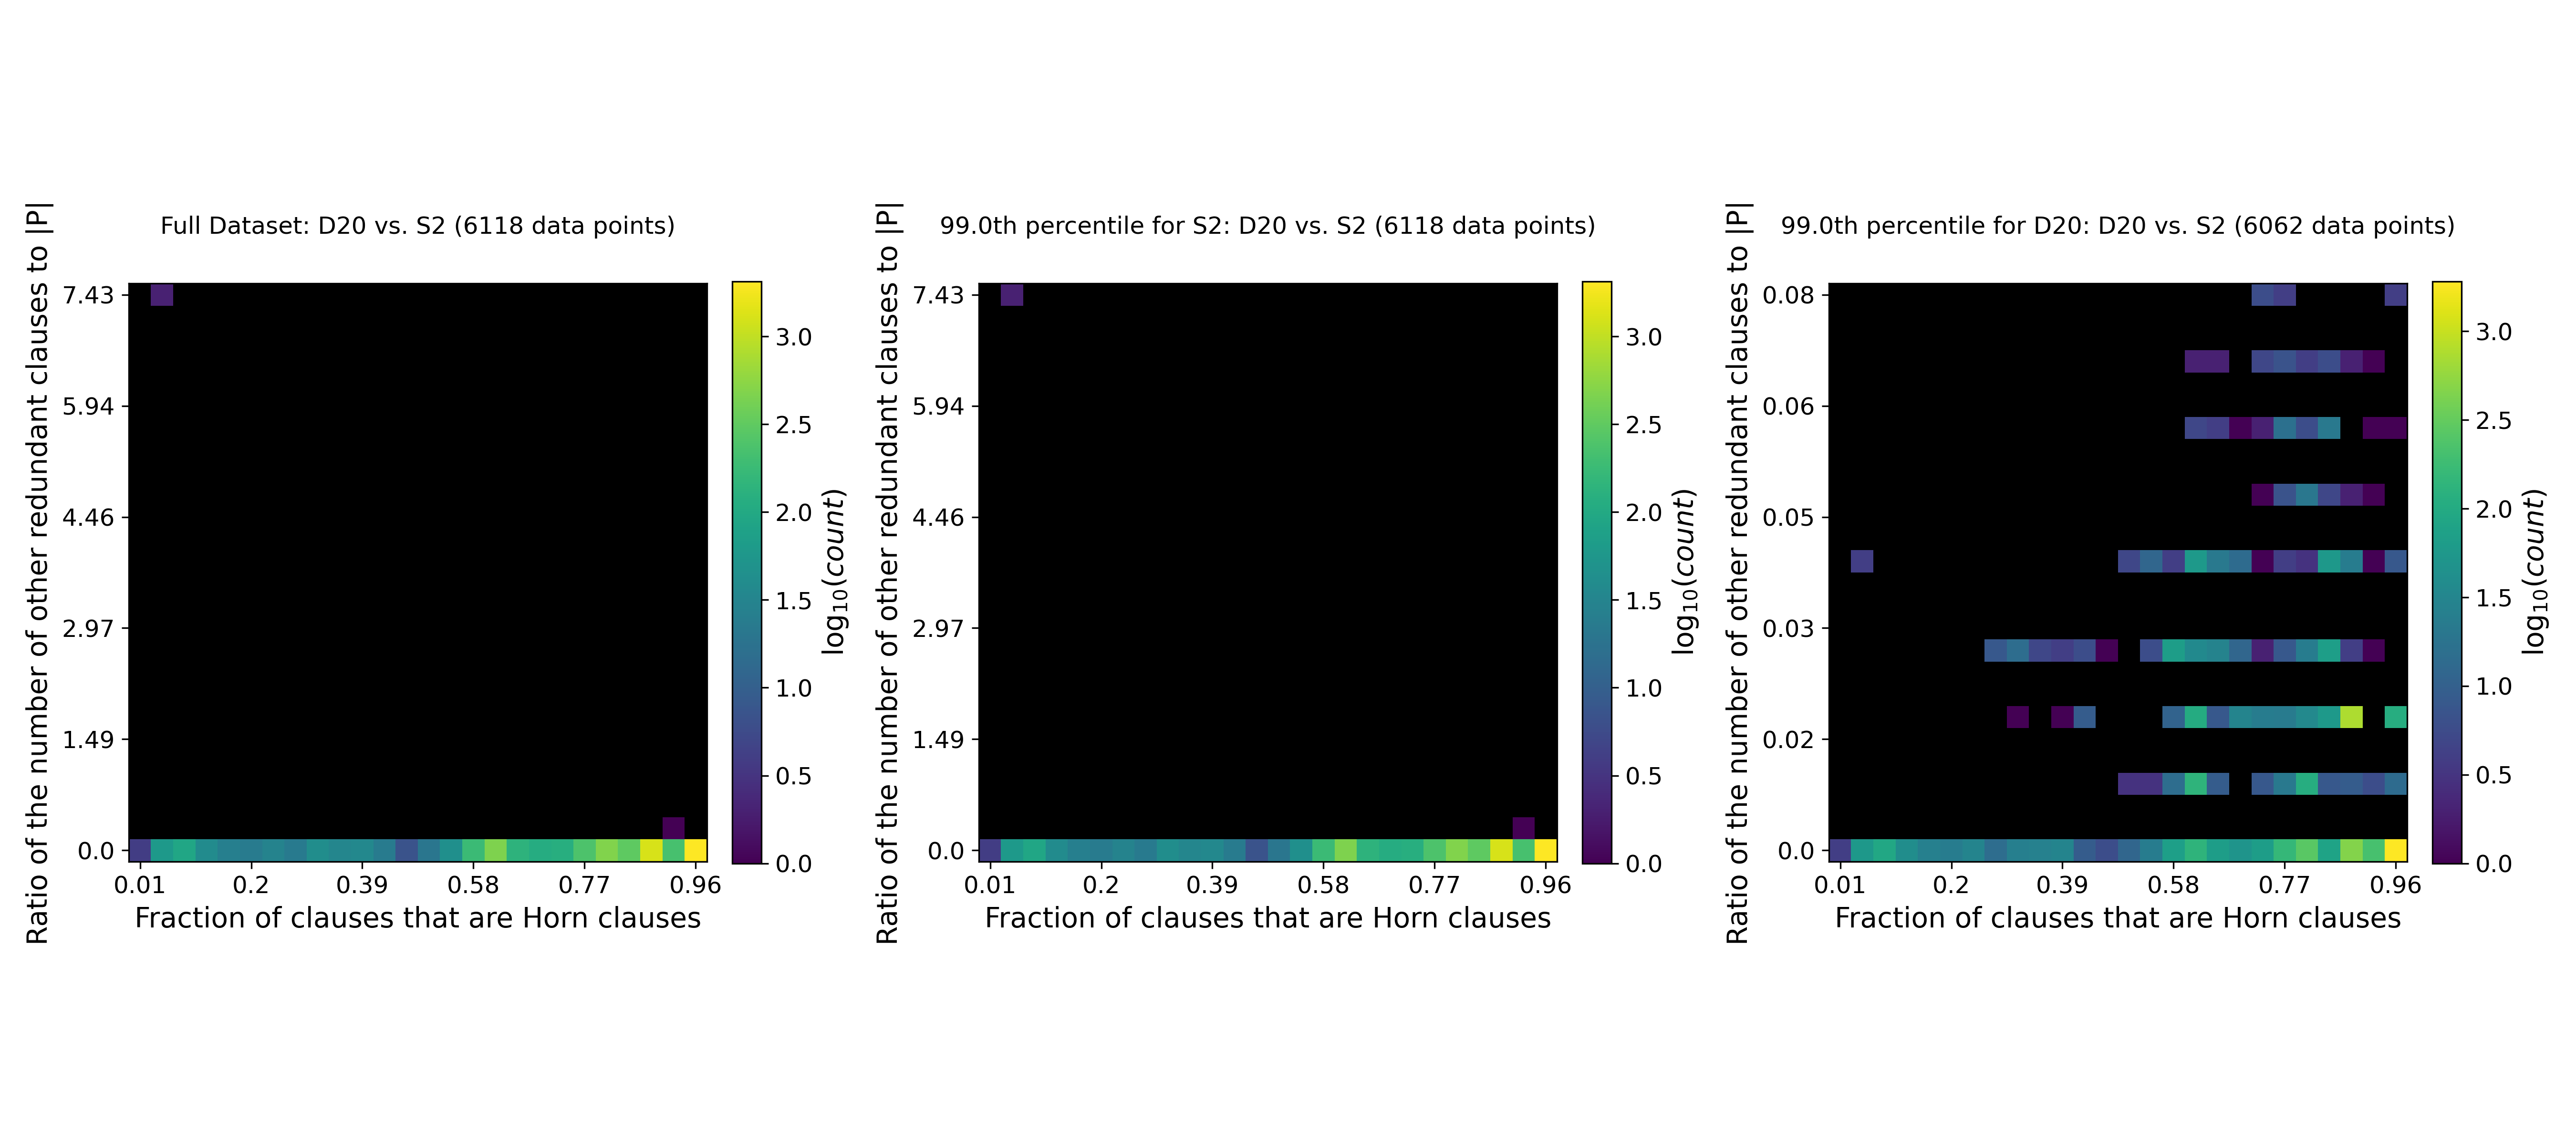 Full Dataset: D20 vs. S2 (6118 data points)
Ratio of the number of other redundant clauses to |P|
7.43
5.94
4.46
2.97
1.49
0.0
0.01 0.2 0.39 0.58 0.77 0.96
Fraction of clauses that are Horn clauses
3.0
2.5
2.0
1.5
1.0
0.5
0.0
log₁₀(count)
99.0th percentile for S2: D20 vs. S2 (6118 data points)
Ratio of the number of other redundant clauses to |P|
7.43
5.94
4.46
2.97
1.49
0.0
0.01 0.2 0.39 0.58 0.77 0.96
Fraction of clauses that are Horn clauses
3.0
2.5
2.0
1.5
1.0
0.5
0.0
log₁₀(count)
99.0th percentile for D20: D20 vs. S2 (6062 data points)
Ratio of the number of other redundant clauses to |P|
0.08
0.06
0.05
0.03
0.02
0.0
0.01 0.2 0.39 0.58 0.77 0.96
Fraction of clauses that are Horn clauses
3.0
2.5
2.0
1.5
1.0
0.5
0.0
log₁₀(count)